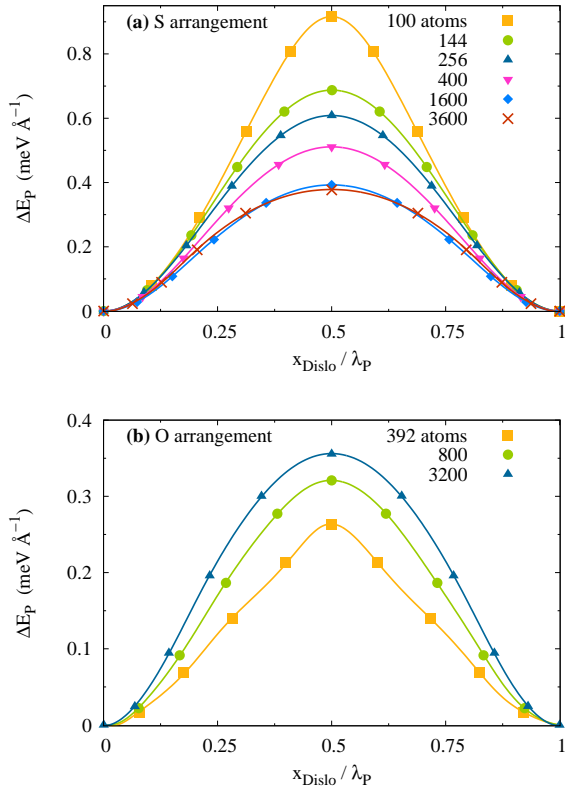 (a) S arrangement
100 atoms
144
256
400
1600
3600
0.8
0.6
0.4
0.2
0
ΔE_P (meV Å⁻¹)
0 0.25 0.5 0.75 1
x_Dislo / λ_P
(b) O arrangement
392 atoms
800
3200
0.4
0.3
0.2
0.1
0
ΔE_P (meV Å⁻¹)
0 0.25 0.5 0.75 1
x_Dislo / λ_P